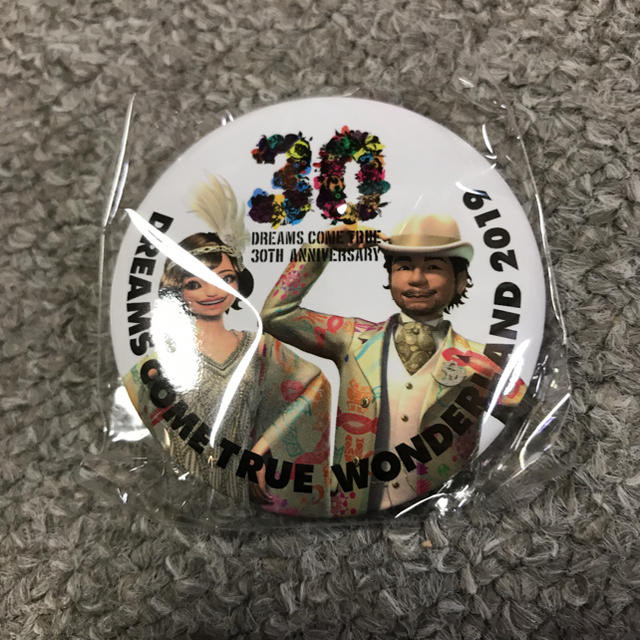 30
DREAMS COME TRUE
30TH ANNIVERSARY
DREAMS COME TRUE WONDERLAND 2019